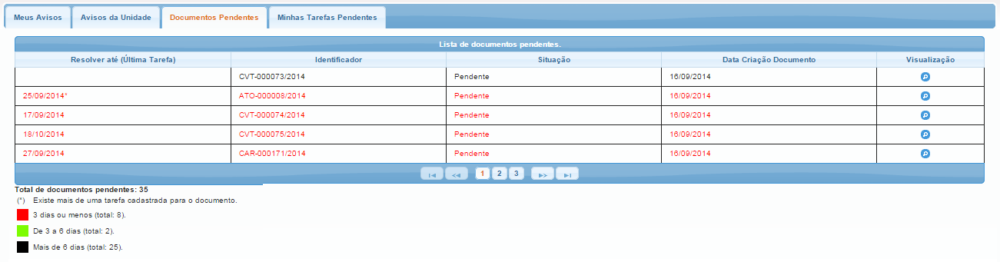 Meus Avisos Avisos da Unidade Documentos Pendentes Minhas Tarefas Pendentes
Lista de documentos pendentes.
Resolver até (Última Tarefa) Identificador Situação Data Criação Documento Visualização
CVT-000073/2014 Pendente 16/09/2014
25/09/2014* ATO-000008/2014 Pendente 16/09/2014
17/09/2014 CVT-000074/2014 Pendente 16/09/2014
18/10/2014 CVT-000075/2014 Pendente 16/09/2014
27/09/2014 CAR-000171/2014 Pendente 16/09/2014
1 2 3
Total de documentos pendentes: 35
(*) Existe mais de uma tarefa cadastrada para o documento.
3 dias ou menos (total: 8).
De 3 a 6 dias (total: 2).
Mais de 6 dias (total: 25).